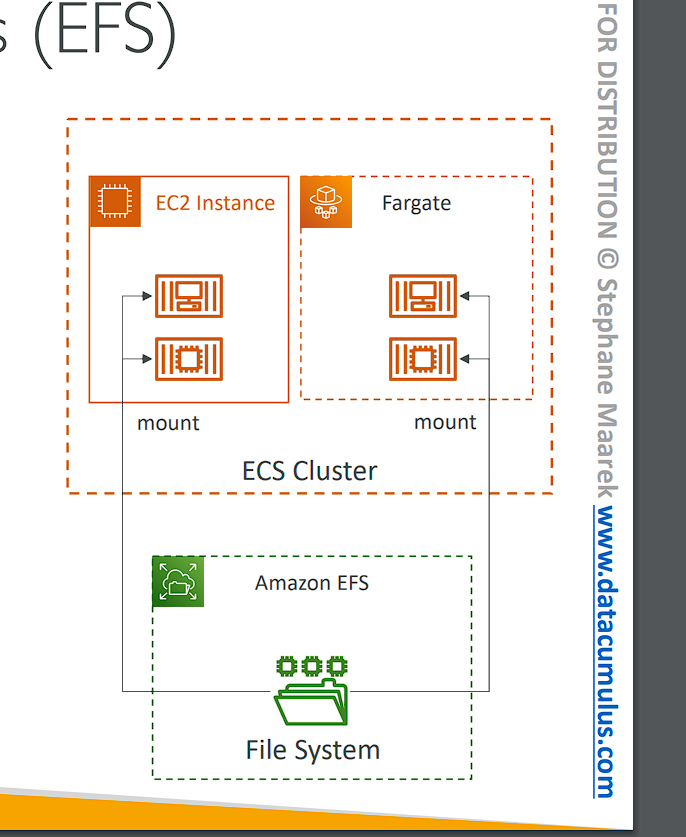 s (EFS)
EC2 Instance
Fargate
mount
mount
ECS Cluster
Amazon EFS
File System
FOR DISTRIBUTION © Stephane Maarek www.datacumulus.com